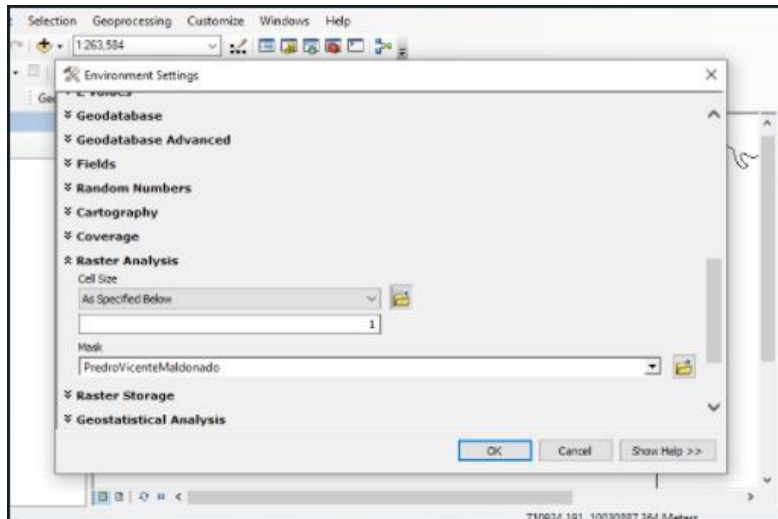 Selection Geoprocessing Customize Windows Help
1:263,584
Environment Settings
Z Values
Geodatabase
Geodatabase Advanced
Fields
Random Numbers
Cartography
Coverage
Raster Analysis
Cell Size
As Specified Below
1
Mask
PredroVicenteMaldonado
Raster Storage
Geostatistical Analysis
OK Cancel Show Help >>